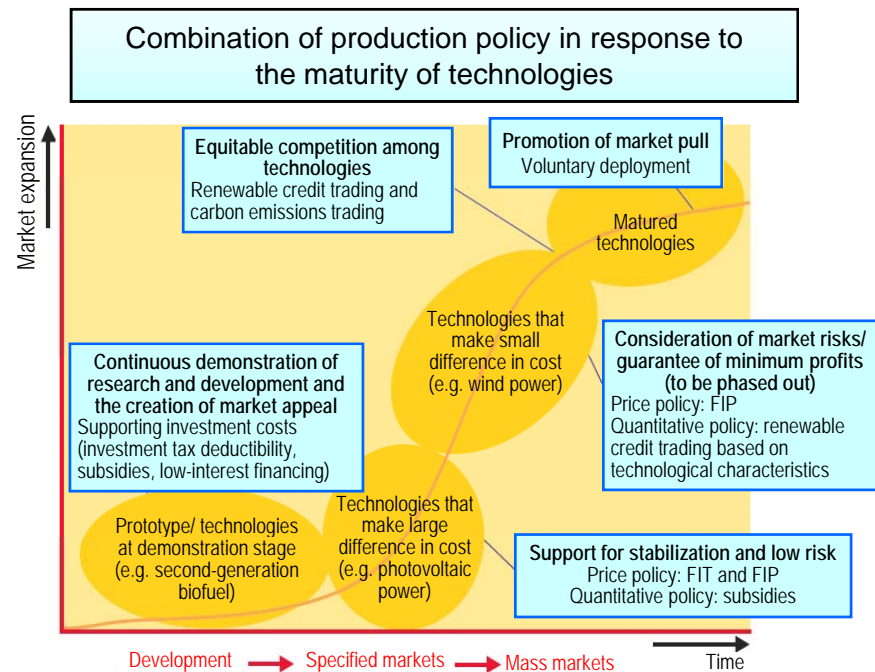 Combination of production policy in response to
the maturity of technologies
Market expansion
Equitable competition among
technologies
Renewable credit trading and
carbon emissions trading
Promotion of market pull
Voluntary deployment
Matured
technologies
Technologies that
make small
difference in cost
(e.g. wind power)
Consideration of market risks/
guarantee of minimum profits
(to be phased out)
Price policy: FIP
Quantitative policy: renewable
credit trading based on
technological characteristics
Continuous demonstration of
research and development and
the creation of market appeal
Supporting investment costs
(investment tax deductibility,
subsidies, low-interest financing)
Prototype/ technologies
at demonstration stage
(e.g. second-generation
biofuel)
Technologies that
make large
difference in cost
(e.g. photovoltaic
power)
Support for stabilization and low risk
Price policy: FIT and FIP
Quantitative policy: subsidies
Development
Specified markets
Mass markets
Time